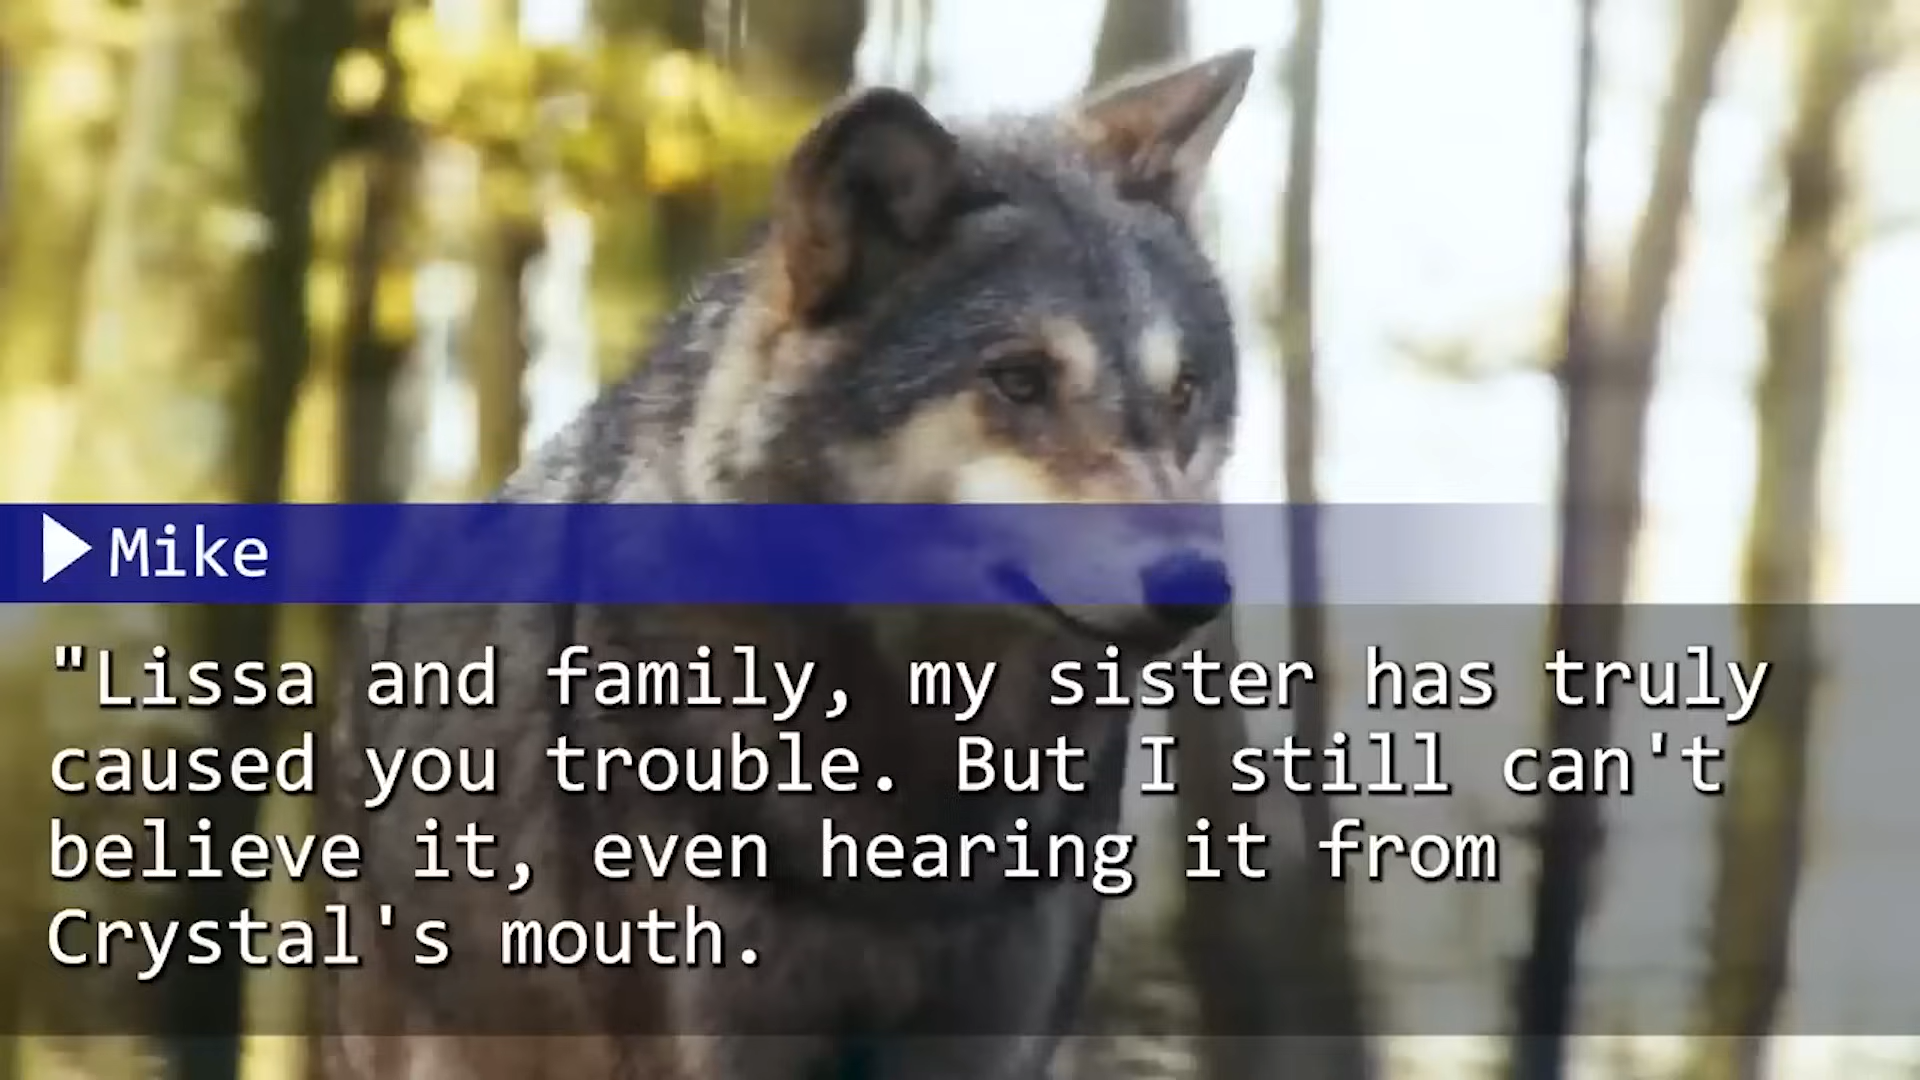 Mike
"Lissa and family, my sister has truly
caused you trouble. But I still can't
believe it, even hearing it from
Crystal's mouth.